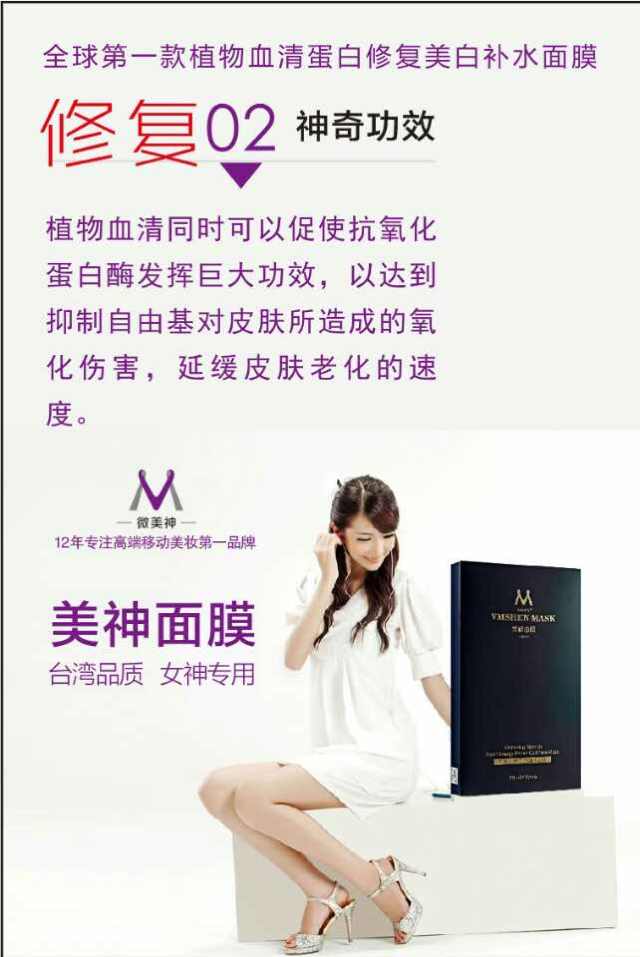 全球第一款植物血清蛋白修复美白补水面膜
修复02 神奇功效
植物血清同时可以促使抗氧化
蛋白酶发挥巨大功效，以达到
抑制自由基对皮肤所造成的氧
化伤害，延缓皮肤老化的速
度。
微美神
12年专注高端移动美妆第一品牌
美神面膜
台湾品质 女神专用
VMSHEN MASK